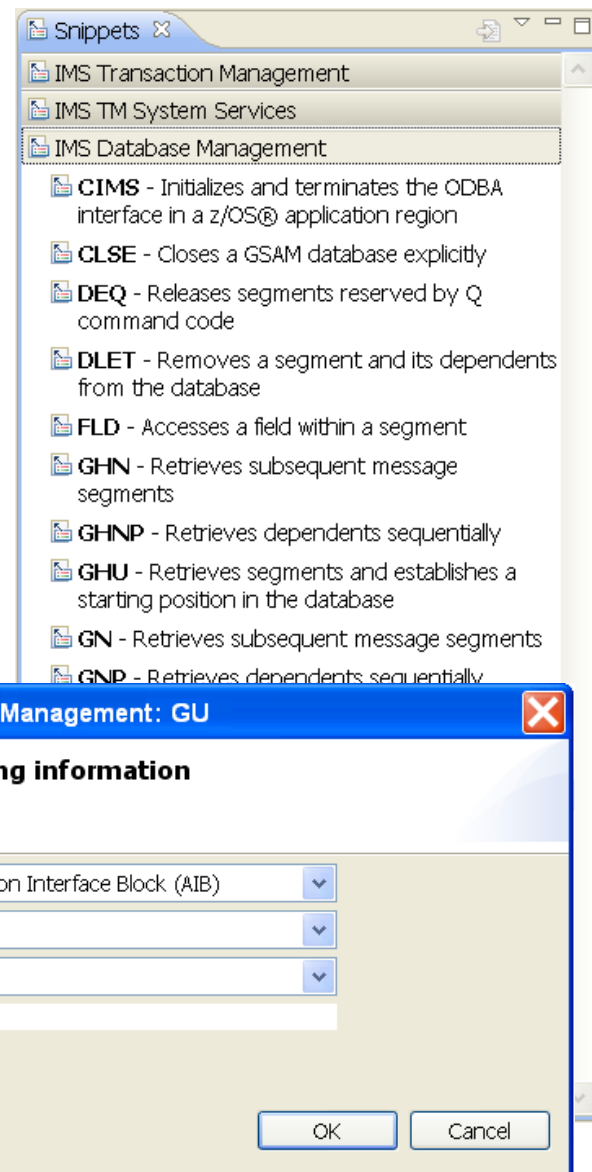 Snippets
IMS Transaction Management
IMS TM System Services
IMS Database Management
CIMS - Initializes and terminates the ODBA
interface in a z/OS® application region
CLSE - Closes a GSAM database explicitly
DEQ - Releases segments reserved by Q
command code
DLET - Removes a segment and its dependents
from the database
FLD - Accesses a field within a segment
GHN - Retrieves subsequent message
segments
GHNP - Retrieves dependents sequentially
GHU - Retrieves segments and establishes a
starting position in the database
GN - Retrieves subsequent message segments
GNP - Retrieves dependents sequentially
Management: GU
ng information
on Interface Block (AIB)
OK
Cancel